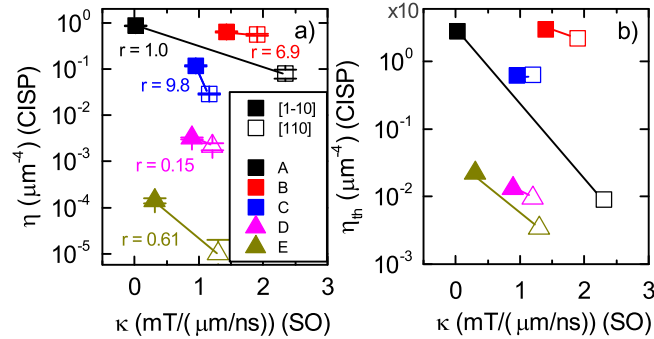 a)
10⁰
10⁻¹
10⁻²
10⁻³
10⁻⁴
10⁻⁵
η (μm⁻⁴) (CISP)
r = 1.0
r = 6.9
r = 9.8
r = 0.15
r = 0.61
[1-10]
[110]
A
B
C
D
E
0 1 2 3
κ (mT/( μm/ns)) (SO)
x10
b)
10⁰
10⁻¹
10⁻²
10⁻³
ηth (μm⁻⁴) (CISP)
0 1 2 3
κ (mT/( μm/ns)) (SO)